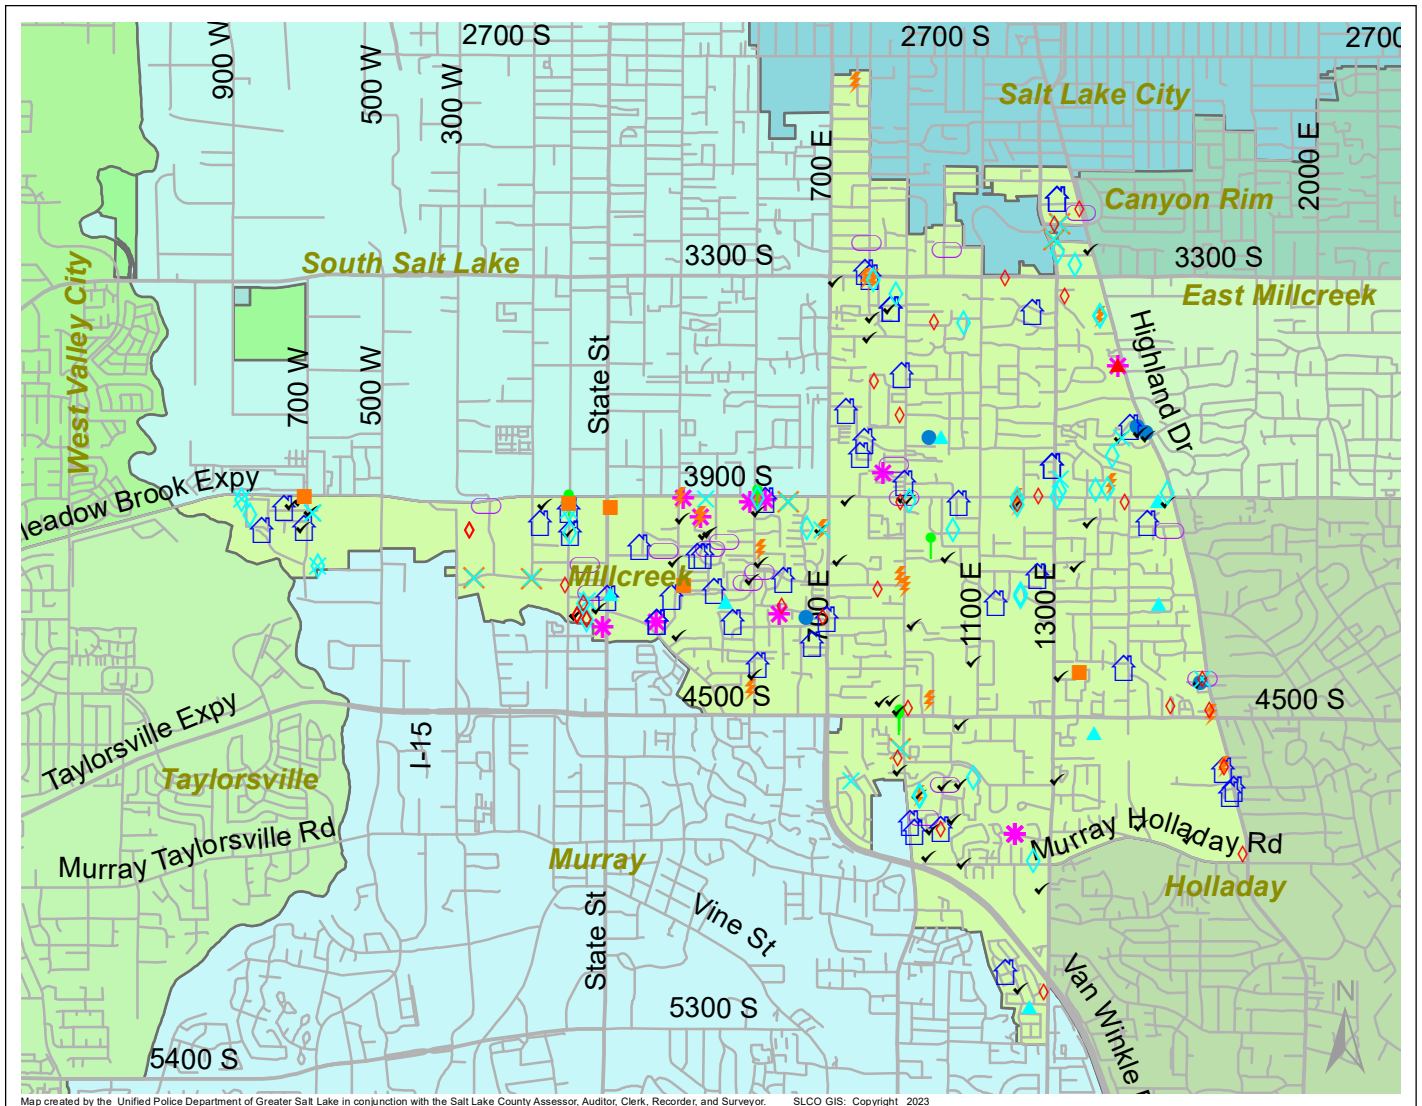 2700 S
2700 S
2700
900 W
500 W
300 W
Salt Lake City
700 E
2000 E
Canyon Rim
3300 S
3300 S
South Salt Lake
West Valley City
East Millcreek
Highland Dr
700 W
500 W
State St
3900 S
Meadow Brook Expy
Millcreek
700 E
1100 E
1300 E
4500 S
4500 S
Taylorsville Expy
I-15
Taylorsville
Murray Taylorsville Rd
Murray
Murray Holladay Rd
Holladay
State St
Vine St
Van Winkle
5300 S
N
5400 S
Map created by the Unified Police Department of Greater Salt Lake in conjunction with the Salt Lake County Assessor, Auditor, Clerk, Recorder, and Surveyor. SLCO GIS: Copyright 2023